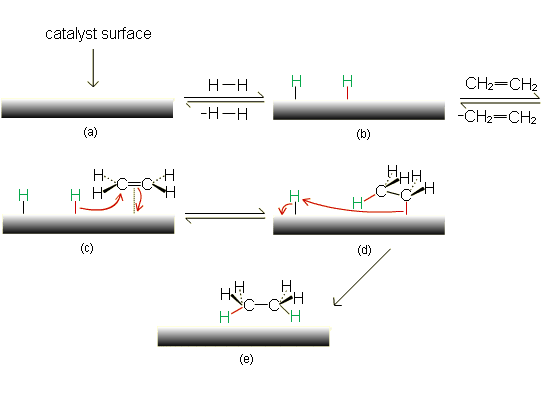 catalyst surface
H—H
-H—H
H H
CH₂=CH₂
-CH₂=CH₂
(a)
(b)
H H
H H C=C H H
(c)
H
H H C C H H
H
(d)
H H C—C H H
H H
(e)